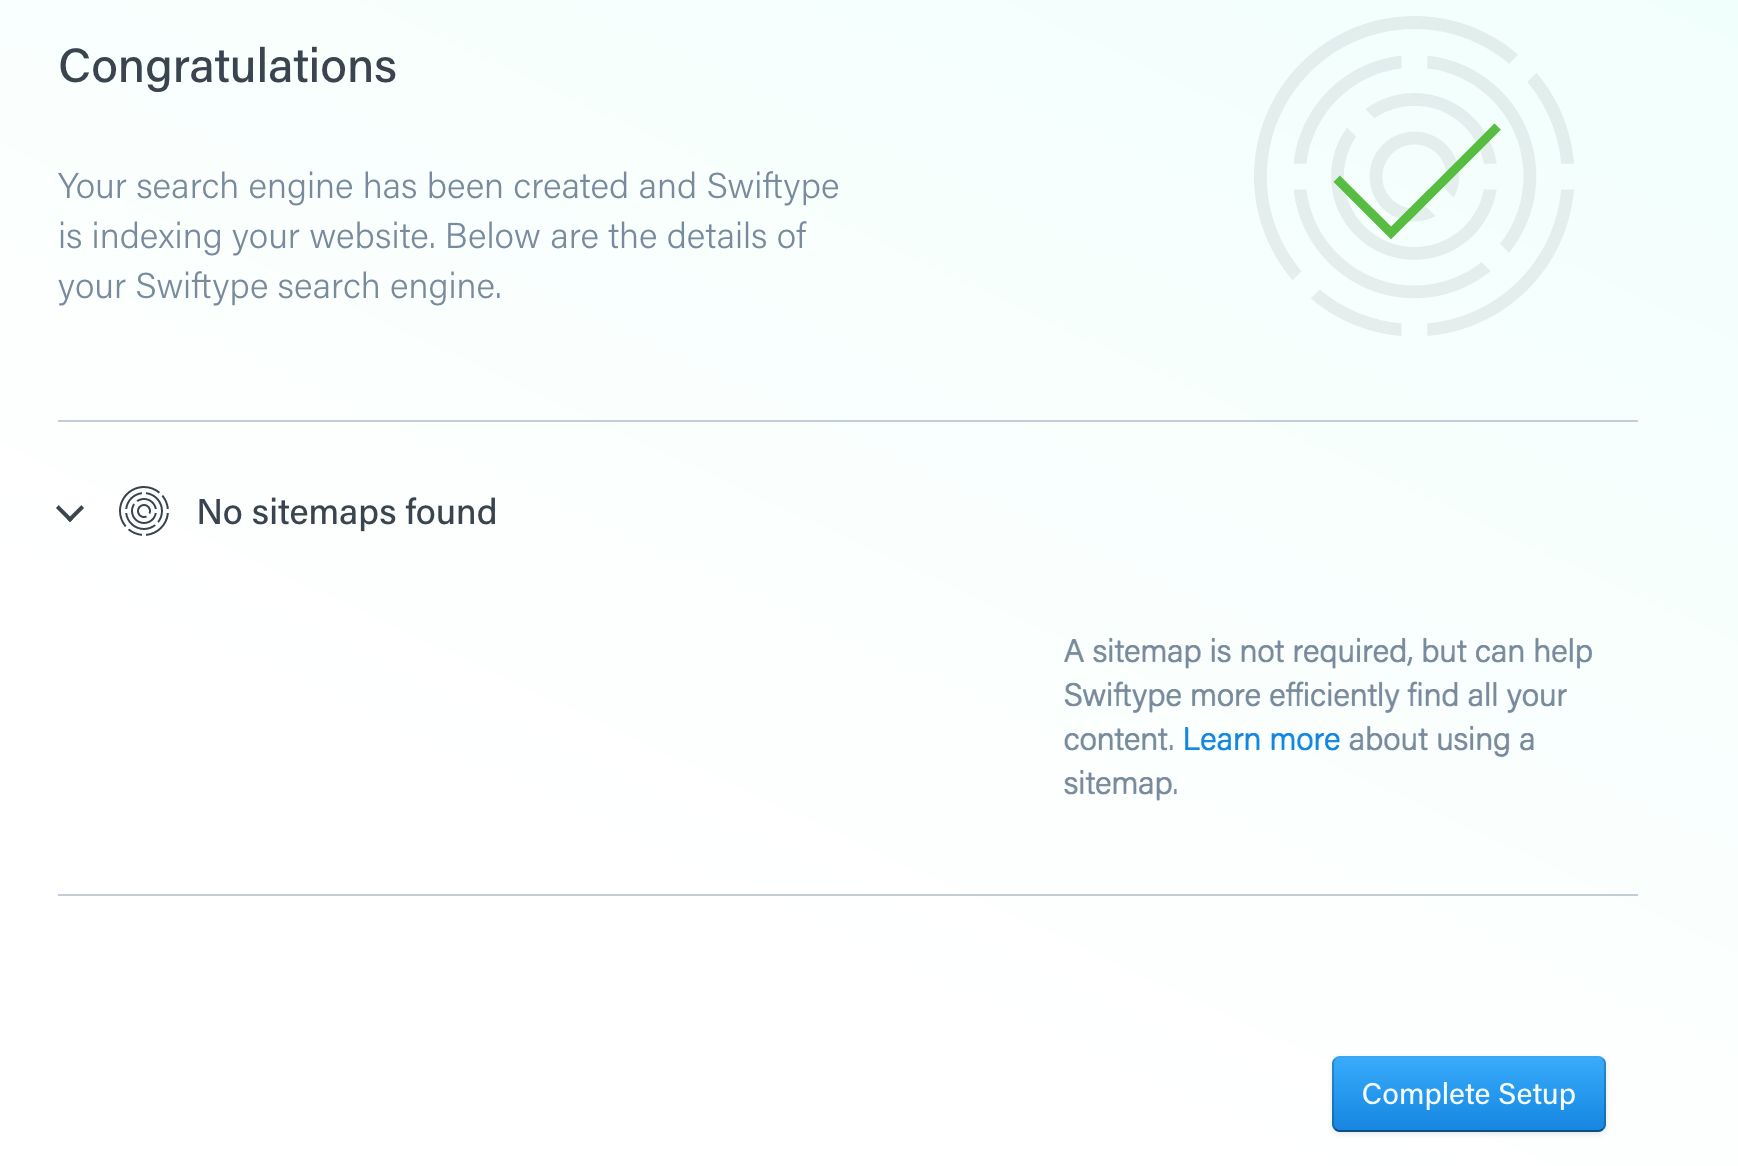 Congratulations
Your search engine has been created and Swiftype
is indexing your website. Below are the details of
your Swiftype search engine.
No sitemaps found
A sitemap is not required, but can help
Swiftype more efficiently find all your
content. Learn more about using a
sitemap.
Complete Setup